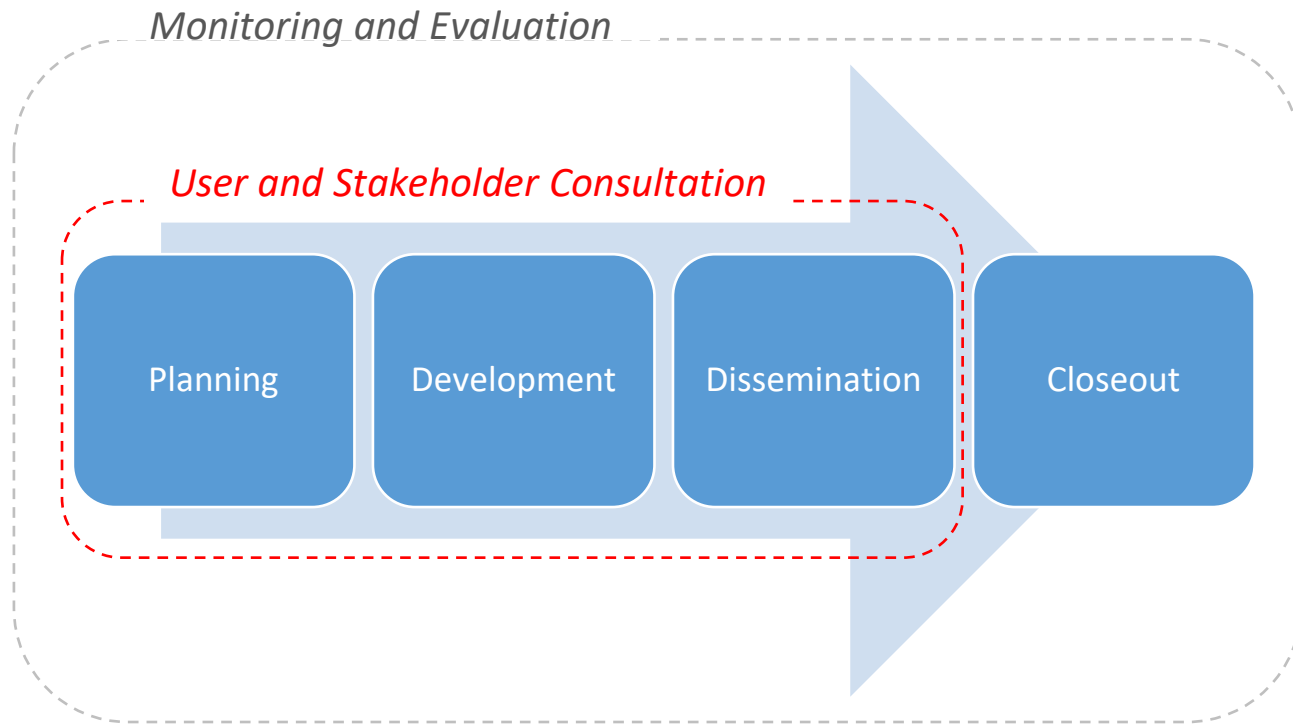 Monitoring and Evaluation
User and Stakeholder Consultation
Planning
Development
Dissemination
Closeout